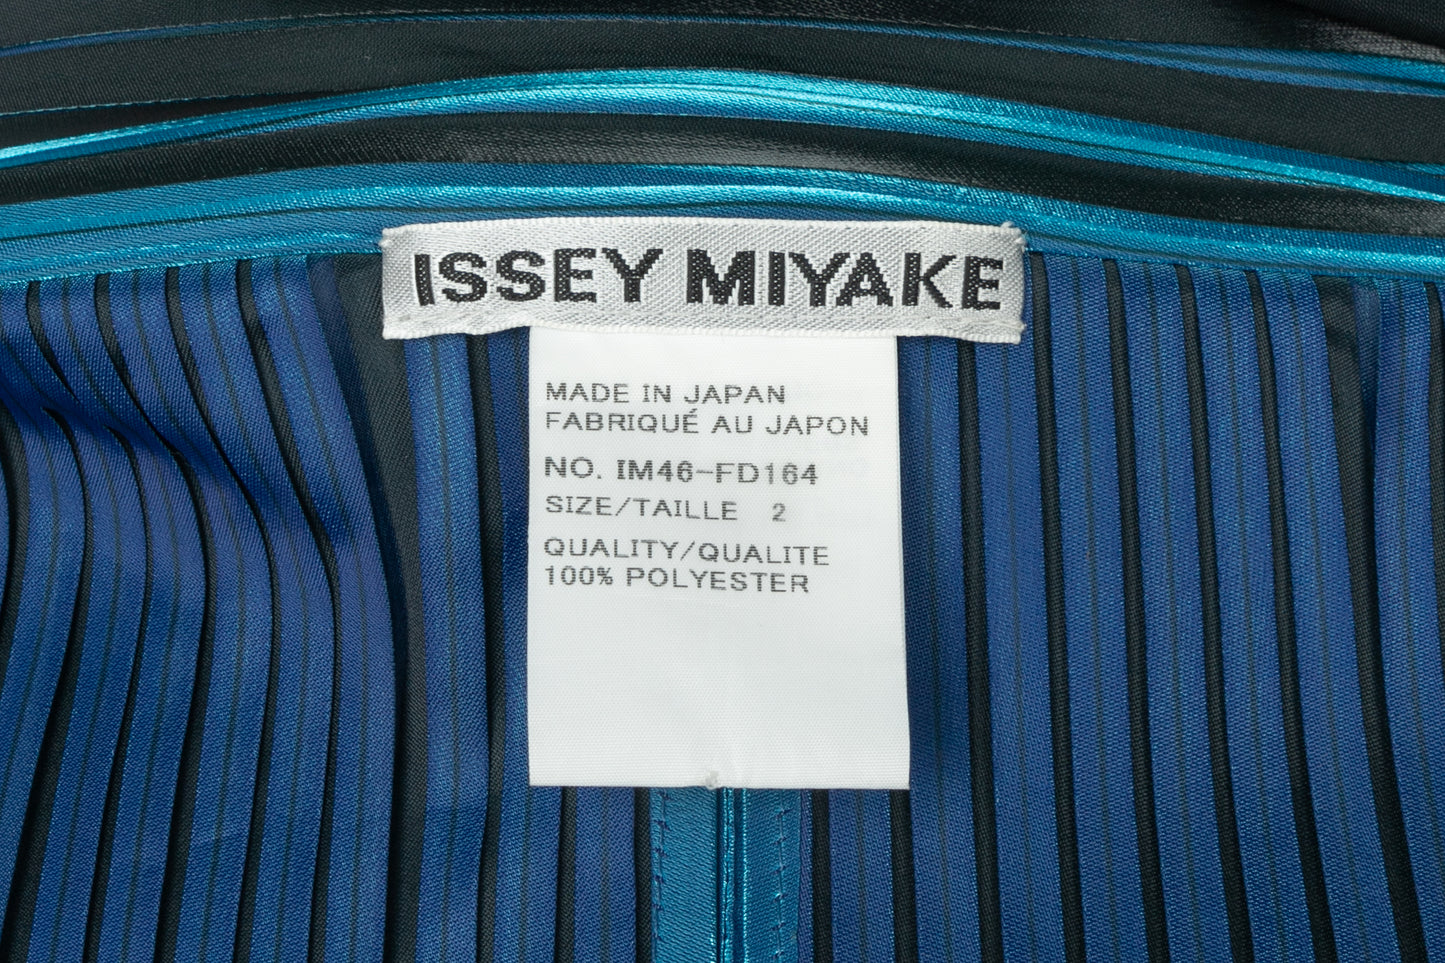 ISSEY MIYAKE
MADE IN JAPAN
FABRIQUÉ AU JAPON
NO. IM46-FD164
SIZE/TAILLE 2
QUALITY/QUALITE
100% POLYESTER